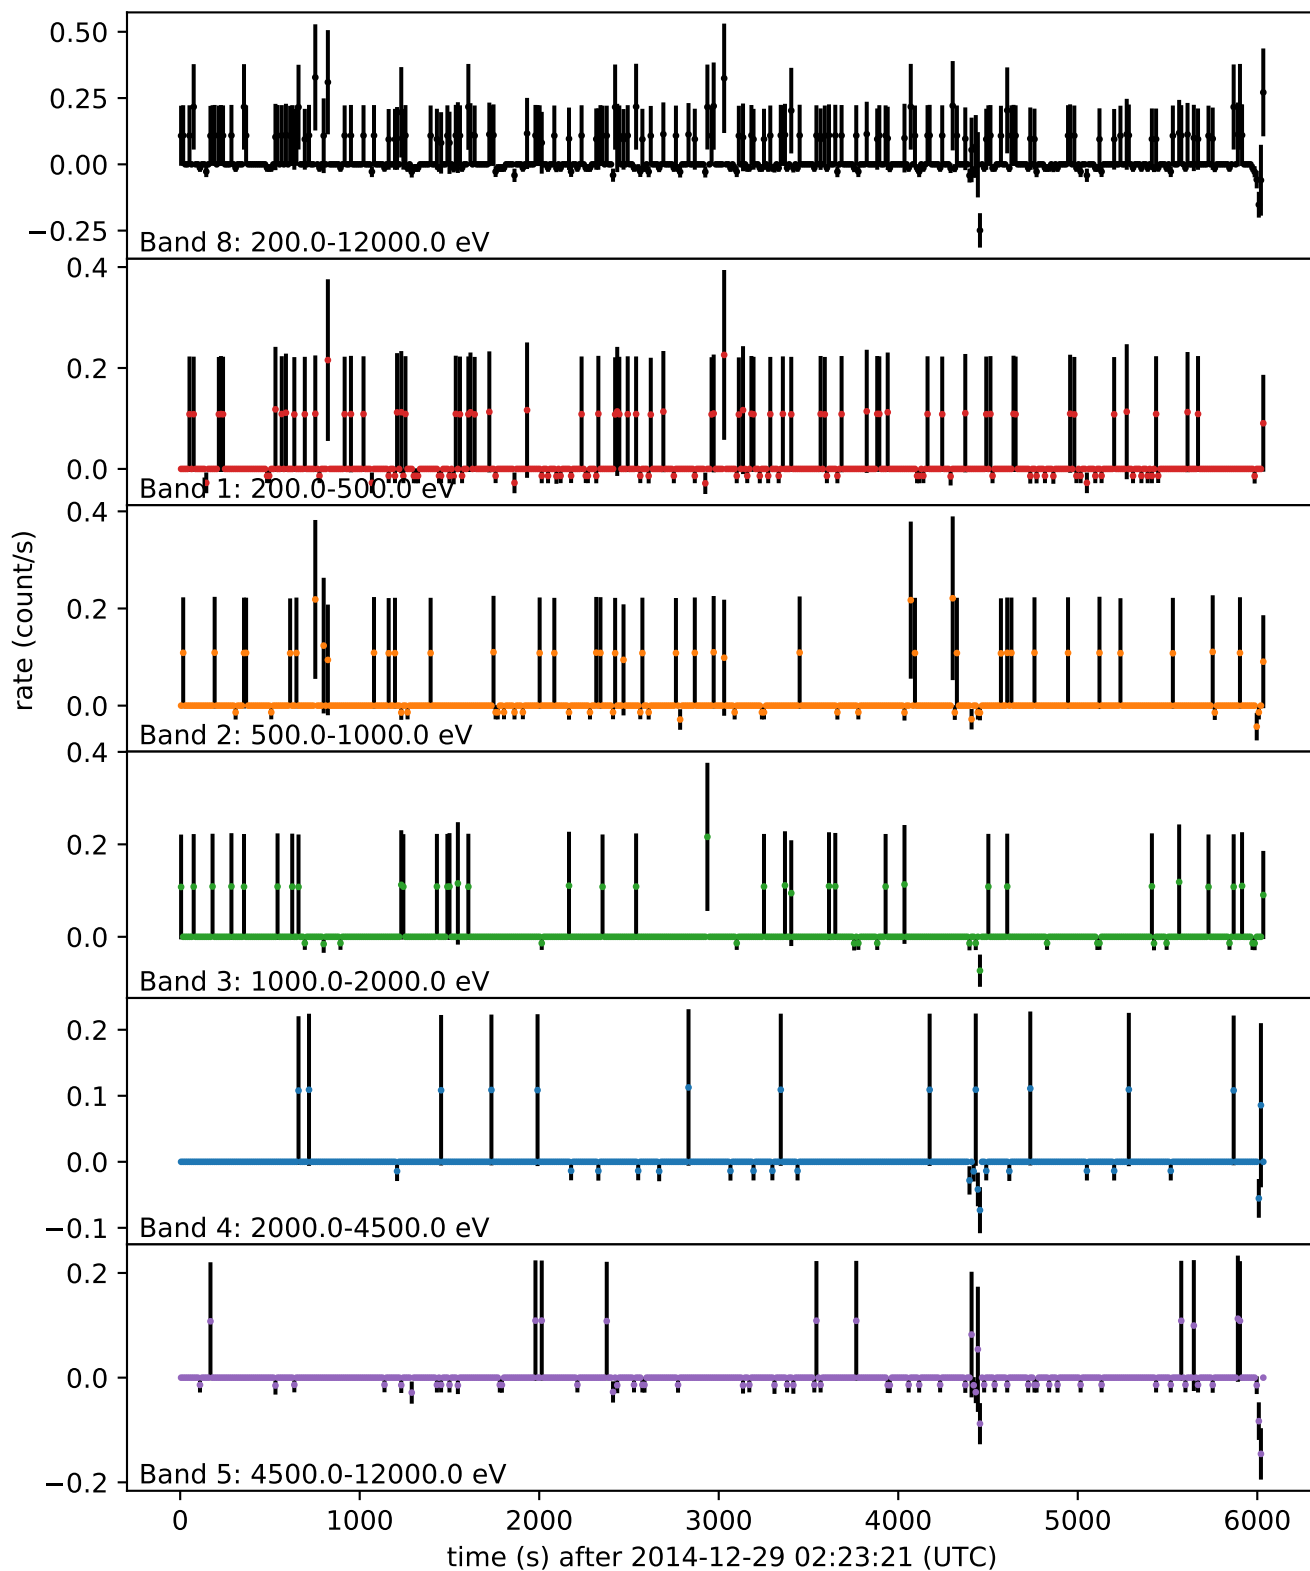 0.50
0.25
0.00
−0.25
Band 8: 200.0-12000.0 eV
0.4
0.2
0.0
Band 1: 200.0-500.0 eV
0.4
0.2
0.0
Band 2: 500.0-1000.0 eV
rate (count/s)
0.4
0.2
0.0
Band 3: 1000.0-2000.0 eV
0.2
0.1
0.0
−0.1
Band 4: 2000.0-4500.0 eV
0.2
0.0
−0.2
Band 5: 4500.0-12000.0 eV
0 1000 2000 3000 4000 5000 6000
time (s) after 2014-12-29 02:23:21 (UTC)